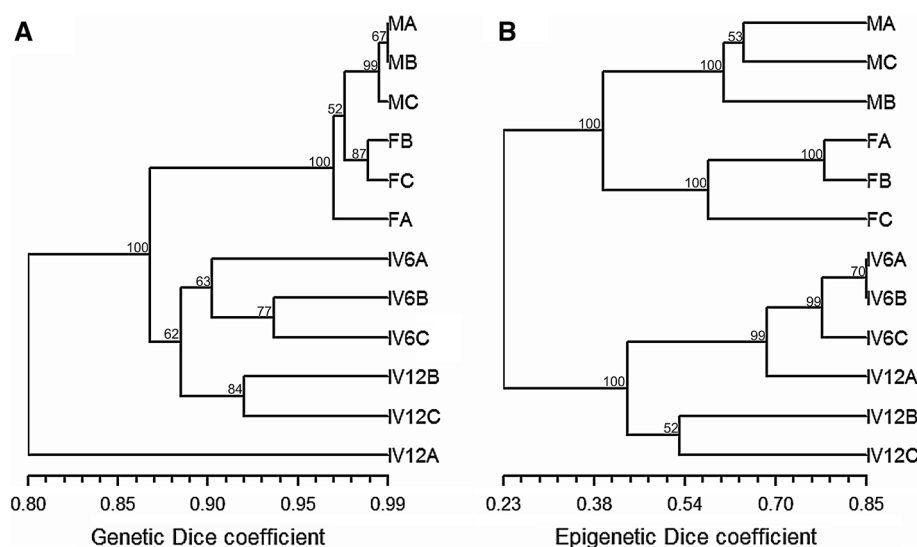 A
MA
67
MB
99
MC
52
FB
87
FC
100
FA
100
IV6A
63
IV6B
77
IV6C
62
IV12B
84
IV12C
IV12A
0.80 0.85 0.90 0.95 0.99
Genetic Dice coefficient
B
MA
53
MC
100
MB
100
FA
100
FB
100
FC
IV6A
70
IV6B
99
IV6C
99
IV12A
100
IV12B
52
IV12C
0.23 0.38 0.54 0.70 0.85
Epigenetic Dice coefficient